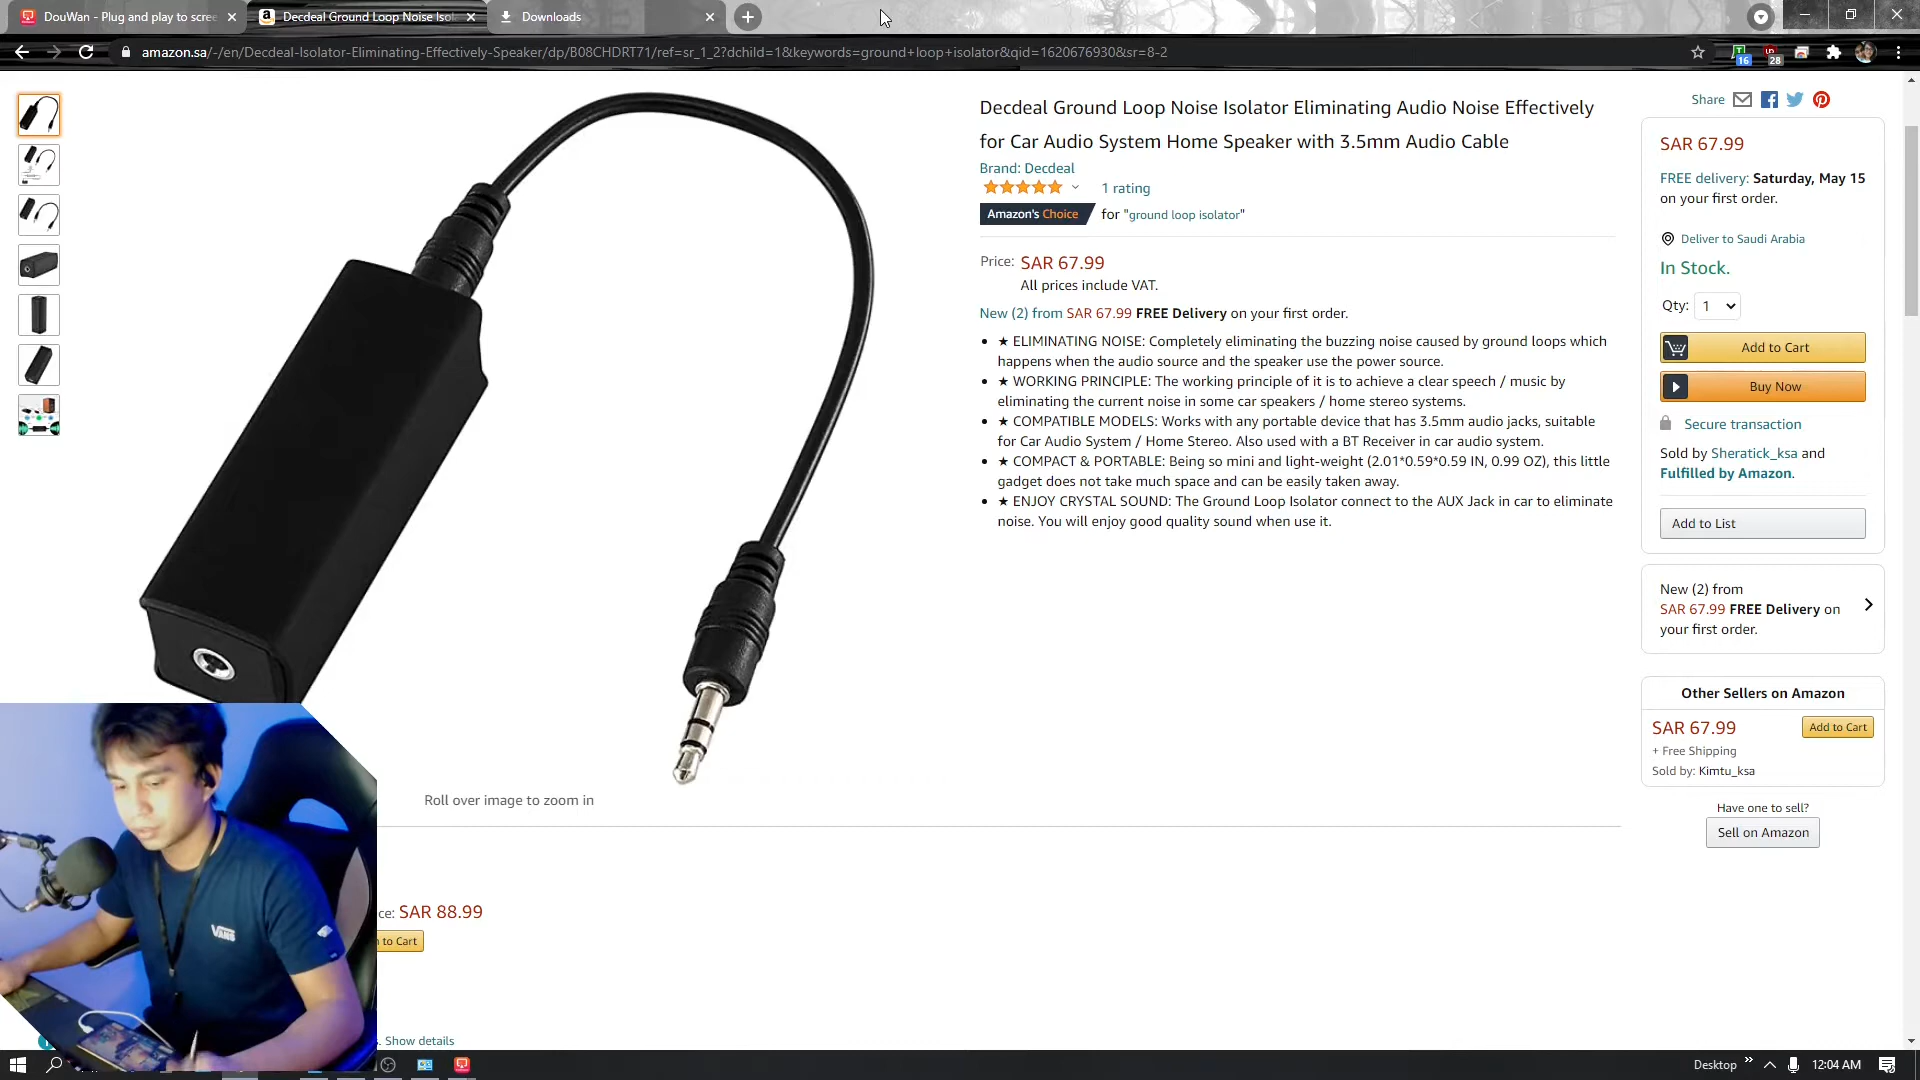 DouWan - Plug and play to scree
Decdeal Ground Loop Noise Isol
Downloads
amazon.sa/-/en/Decdeal-Isolator-Eliminating-Effectively-Speaker/dp/B08CHDRT71/ref=sr_1_2?dchild=1&keywords=ground+loop+isolator&qid=1620676930&sr=8-2
16
28
Decdeal Ground Loop Noise Isolator Eliminating Audio Noise Effectively
for Car Audio System Home Speaker with 3.5mm Audio Cable
Brand: Decdeal
1 rating
Amazon's Choice for "ground loop isolator"
Price: SAR 67.99
All prices include VAT.
New (2) from SAR 67.99 FREE Delivery on your first order.
★ ELIMINATING NOISE: Completely eliminating the buzzing noise caused by ground loops which
happens when the audio source and the speaker use the power source.
★ WORKING PRINCIPLE: The working principle of it is to achieve a clear speech / music by
eliminating the current noise in some car speakers / home stereo systems.
★ COMPATIBLE MODELS: Works with any portable device that has 3.5mm audio jacks, suitable
for Car Audio System / Home Stereo. Also used with a BT Receiver in car audio system.
★ COMPACT & PORTABLE: Being so mini and light-weight (2.01*0.59*0.59 IN, 0.99 OZ), this little
gadget does not take much space and can be easily taken away.
★ ENJOY CRYSTAL SOUND: The Ground Loop Isolator connect to the AUX Jack in car to eliminate
noise. You will enjoy good quality sound when use it.
Share
SAR 67.99
FREE delivery: Saturday, May 15
on your first order.
Deliver to Saudi Arabia
In Stock.
Qty: 1
Add to Cart
Buy Now
Secure transaction
Sold by Sheratick_ksa and
Fulfilled by Amazon.
Add to List
New (2) from
SAR 67.99 FREE Delivery on
your first order.
Other Sellers on Amazon
SAR 67.99
Add to Cart
+ Free Shipping
Sold by: Kimtu_ksa
Have one to sell?
Sell on Amazon
Roll over image to zoom in
ce: SAR 88.99
to Cart
VANS
. Show details
Desktop
12:04 AM